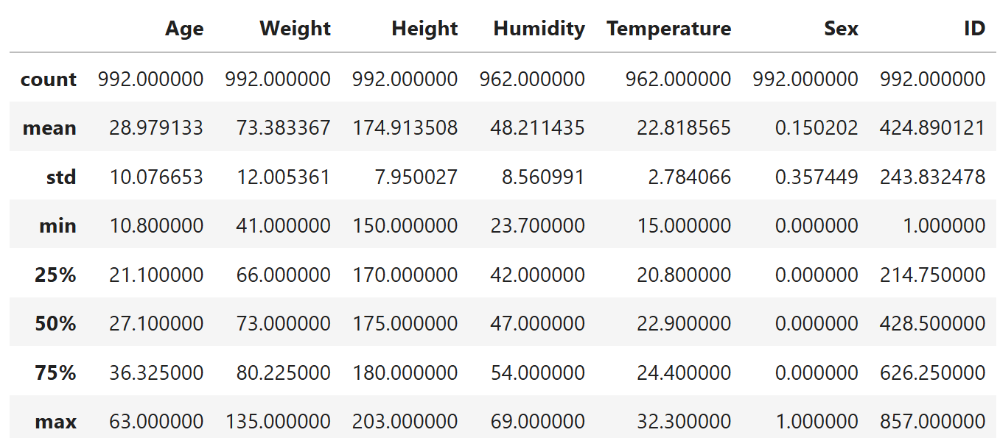 Age Weight Height Humidity Temperature Sex ID
count 992.000000 992.000000 992.000000 962.000000 962.000000 992.000000 992.000000
mean 28.979133 73.383367 174.913508 48.211435 22.818565 0.150202 424.890121
std 10.076653 12.005361 7.950027 8.560991 2.784066 0.357449 243.832478
min 10.800000 41.000000 150.000000 23.700000 15.000000 0.000000 1.000000
25% 21.100000 66.000000 170.000000 42.000000 20.800000 0.000000 214.750000
50% 27.100000 73.000000 175.000000 47.000000 22.900000 0.000000 428.500000
75% 36.325000 80.225000 180.000000 54.000000 24.400000 0.000000 626.250000
max 63.000000 135.000000 203.000000 69.000000 32.300000 1.000000 857.000000